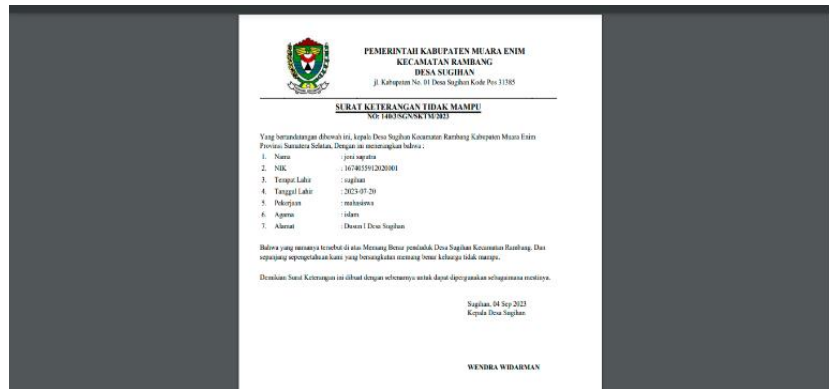 PEMERINTAH KABUPATEN MUARA ENIM
KECAMATAN RAMBANG
DESA SUGIHAN
jl. Kabupaten No. 01 Desa Sugihan Kode Pos 31385
SURAT KETERANGAN TIDAK MAMPU
NO: 140/3/SGN/SKTM/2023
Yang bertandatangan dibawah ini, kepala Desa Sugihan Kecamatan Rambang Kabupaten Muara Enim
Provinsi Sumatera Selatan, Dengan ini menerangkan bahwa :
1. Nama : joni saputra
2. NIK : 1674035912020001
3. Tempat Lahir : sugihan
4. Tanggal Lahir : 2023-07-20
5. Pekerjaan : mahasiswa
6. Agama : islam
7. Alamat : Dusun I Desa Sugihan
Bahwa yang namanya tersebut di atas Memang Benar penduduk Desa Sugihan Kecamatan Rambang. Dan
sepanjang sepengetahuan kami yang bersangkutan memang benar keluarga tidak mampu.
Demikian Surat Keterangan ini dibuat dengan sebenarnya untuk dapat dipergunakan sebagaimana mestinya.
Sugihan, 04 Sep 2023
Kepala Desa Sugihan
WENDRA WIDARMAN